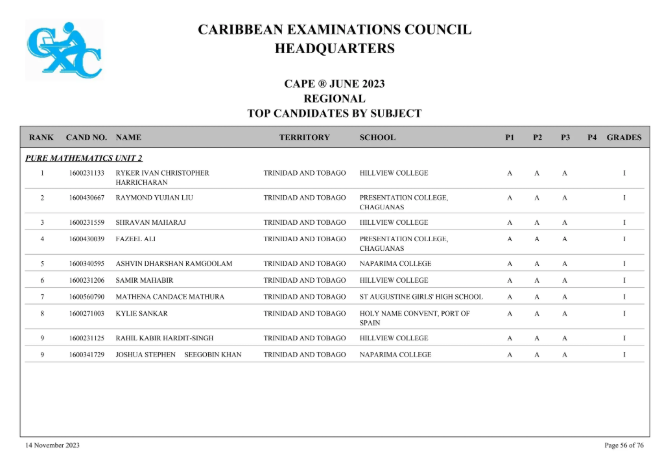 CXC
CARIBBEAN EXAMINATIONS COUNCIL
HEADQUARTERS
CAPE ® JUNE 2023
REGIONAL
TOP CANDIDATES BY SUBJECT
RANK CAND NO. NAME TERRITORY SCHOOL P1 P2 P3 P4 GRADES
PURE MATHEMATICS UNIT 2
1 1600231133 RYKER IVAN CHRISTOPHER TRINIDAD AND TOBAGO HILLVIEW COLLEGE A A A I
HARRICHARAN
2 1600430667 RAYMOND YUJIAN LIU TRINIDAD AND TOBAGO PRESENTATION COLLEGE, A A A I
CHAGUANAS
3 1600231559 SHRAVAN MAHARAJ TRINIDAD AND TOBAGO HILLVIEW COLLEGE A A A I
4 1600430039 FAZEEL ALI TRINIDAD AND TOBAGO PRESENTATION COLLEGE, A A A I
CHAGUANAS
5 1600340595 ASHVIN DHARSHAN RAMGOOLAM TRINIDAD AND TOBAGO NAPARIMA COLLEGE A A A I
6 1600231206 SAMIR MAHABIR TRINIDAD AND TOBAGO HILLVIEW COLLEGE A A A I
7 1600560790 MATHENA CANDACE MATHURA TRINIDAD AND TOBAGO ST AUGUSTINE GIRLS' HIGH SCHOOL A A A I
8 1600271003 KYLIE SANKAR TRINIDAD AND TOBAGO HOLY NAME CONVENT, PORT OF A A A I
SPAIN
9 1600231125 RAHIL KABIR HARDIT-SINGH TRINIDAD AND TOBAGO HILLVIEW COLLEGE A A A I
9 1600341729 JOSHUA STEPHEN SEEGOBIN KHAN TRINIDAD AND TOBAGO NAPARIMA COLLEGE A A A I
14 November 2023 Page 56 of 76